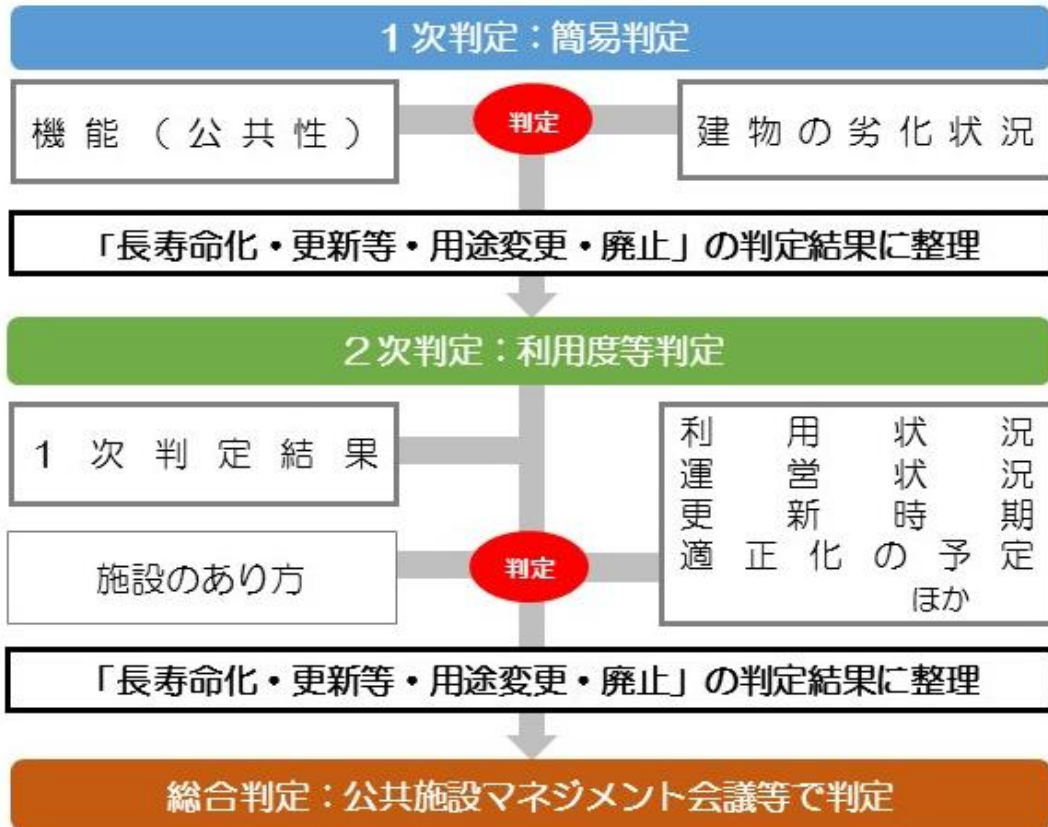 1次判定：簡易判定
機能（公共性）
判定
建物の劣化状況
「長寿命化・更新等・用途変更・廃止」の判定結果に整理
2次判定：利用度等判定
1次判定結果
利用状況
運営状況
更新時期
適正化の予定
ほか
施設のあり方
判定
「長寿命化・更新等・用途変更・廃止」の判定結果に整理
総合判定：公共施設マネジメント会議等で判定